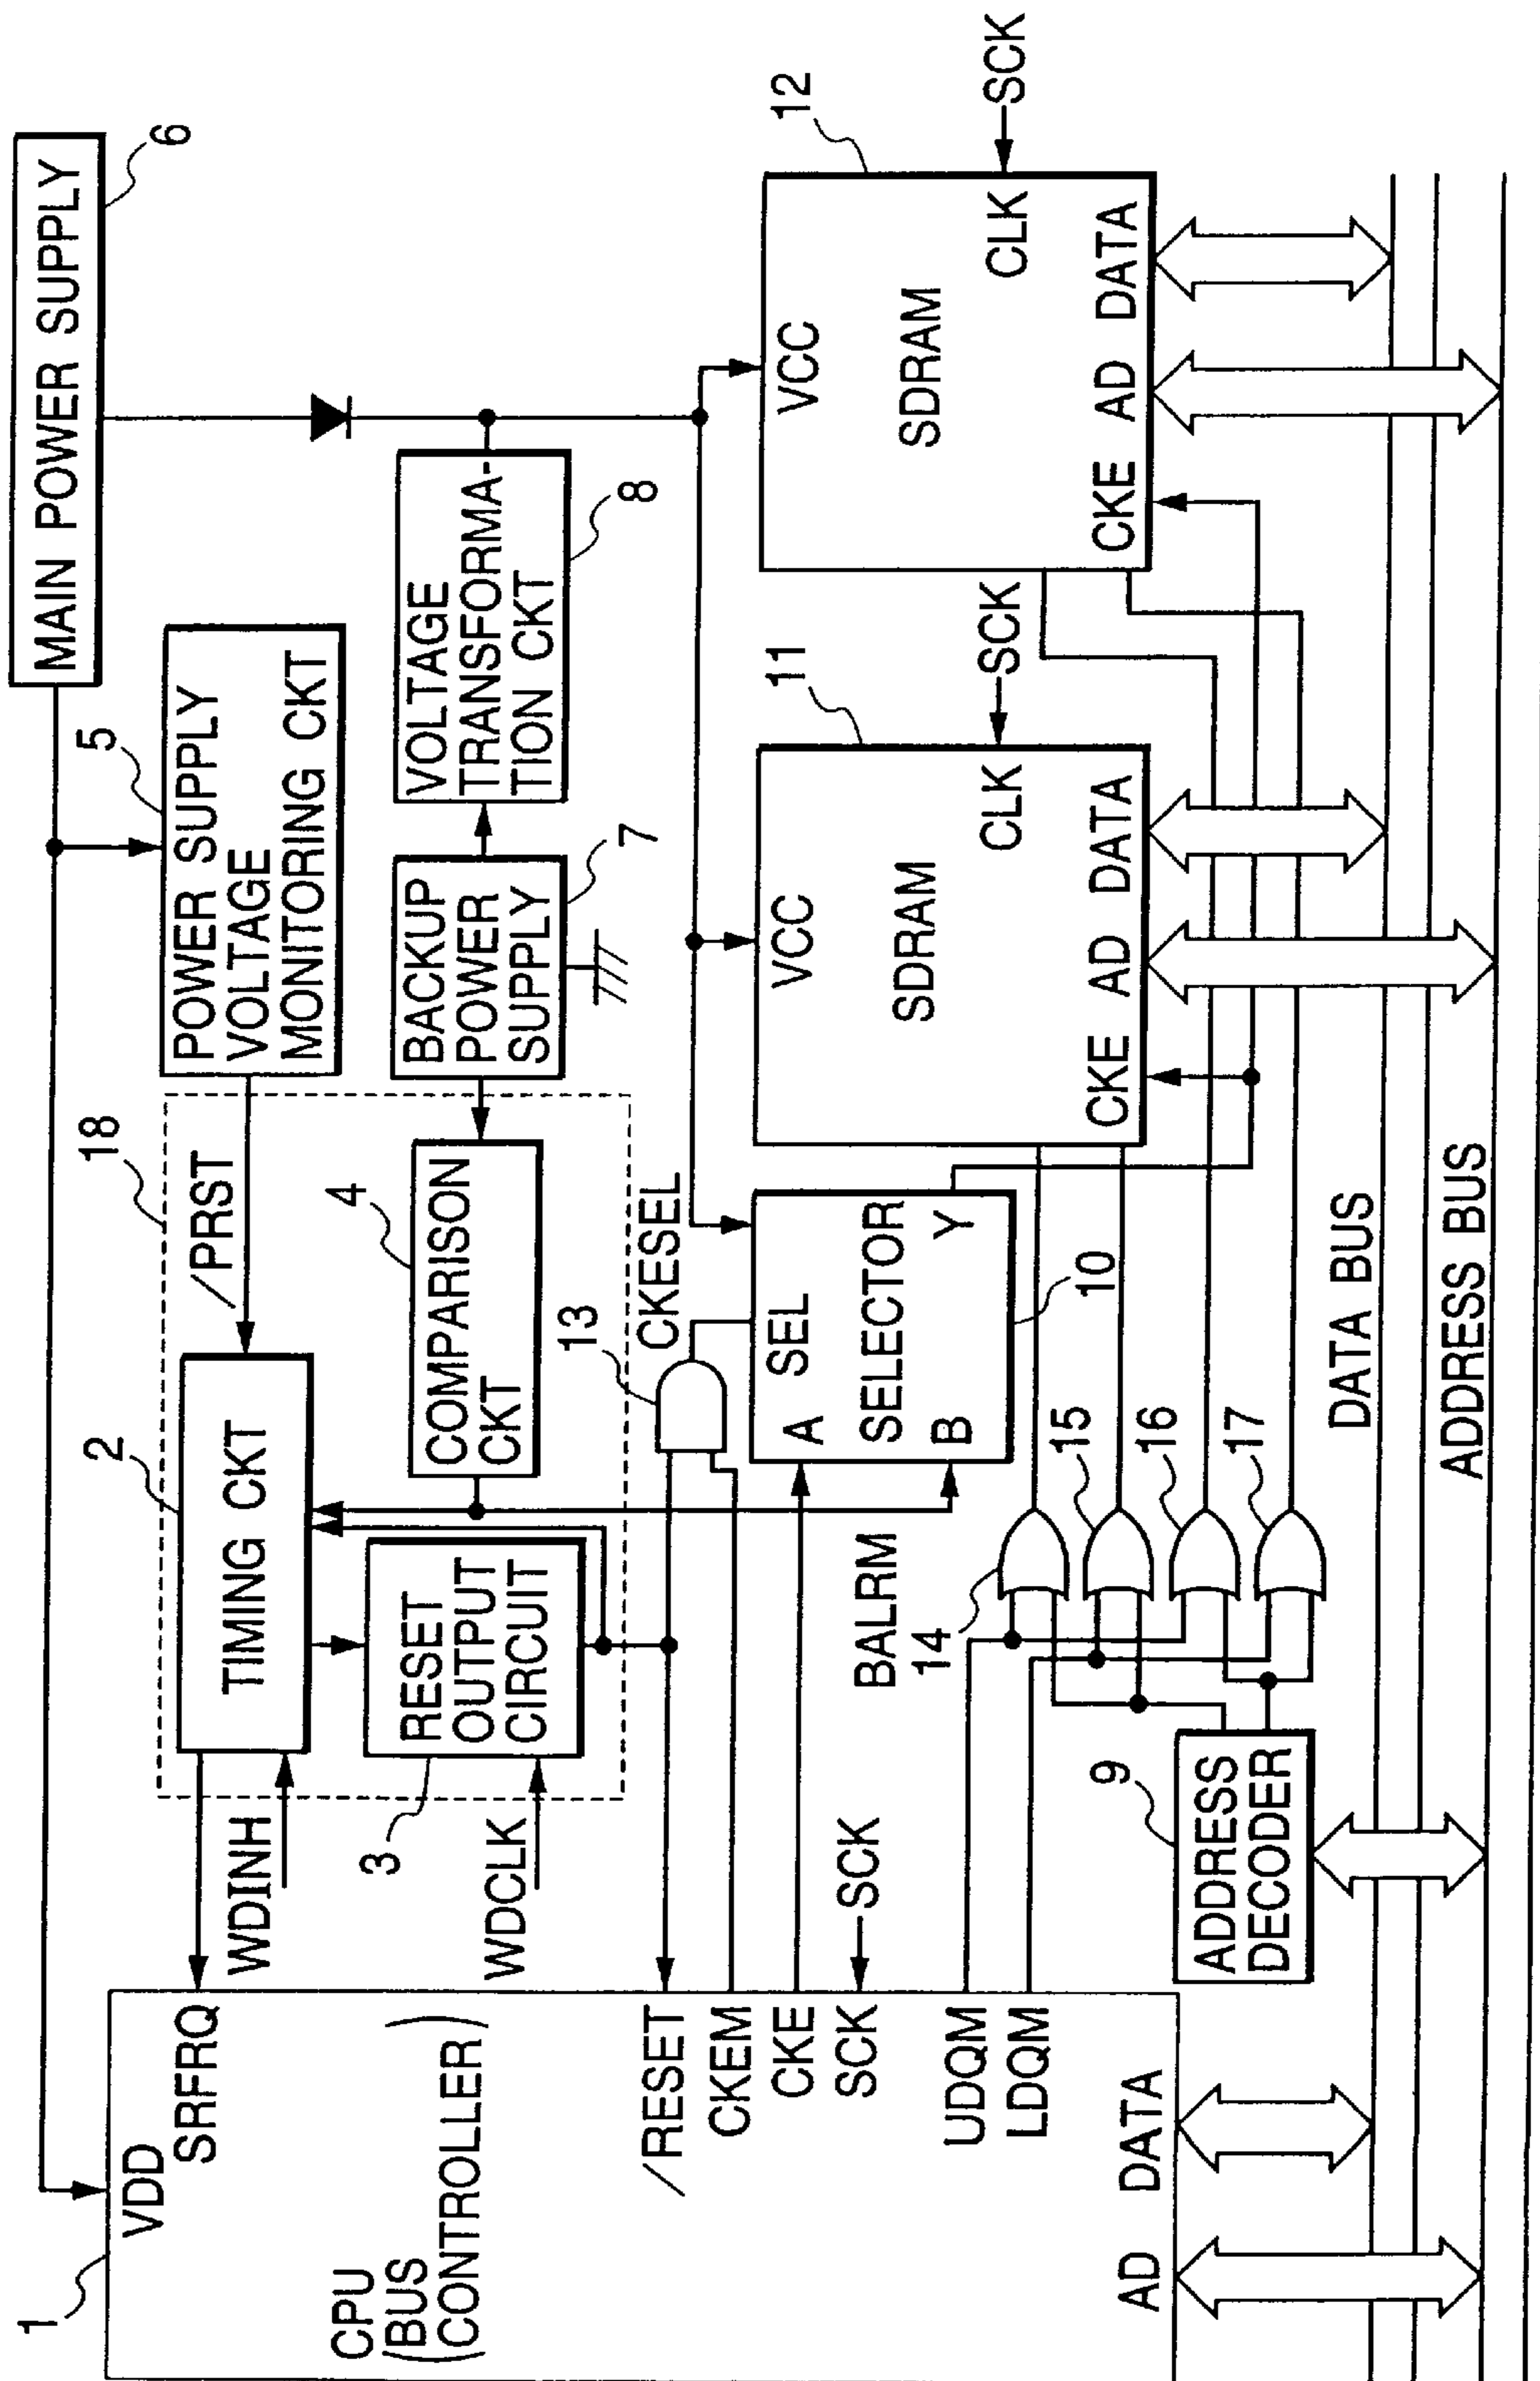 MAIN POWER SUPPLY
6
5
POWER SUPPLY
VOLTAGE
MONITORING CKT
18
/PRST
2
TIMING CKT
WDINH
VOLTAGE
TRANSFORMA-
TION CKT
8
BACKUP
POWER
SUPPLY
7
4
COMPARISON
CKT
RESET
OUTPUT
CIRCUIT
3
WDCLK
13
CKESEL
1
VDD
SRFRQ
CPU
(BUS
CONTROLLER)
/RESET
CKEM
CKE
SCK
SCK
UDQM
LDQM
AD
DATA
SEL
A
SELECTOR
B
Y
10
BALRM
14
15
16
17
9
ADDRESS
DECODER
11
VCC
SDRAM
CLK
SCK
CKE
AD
DATA
12
VCC
SDRAM
CLK
SCK
CKE
AD
DATA
DATA BUS
ADDRESS BUS